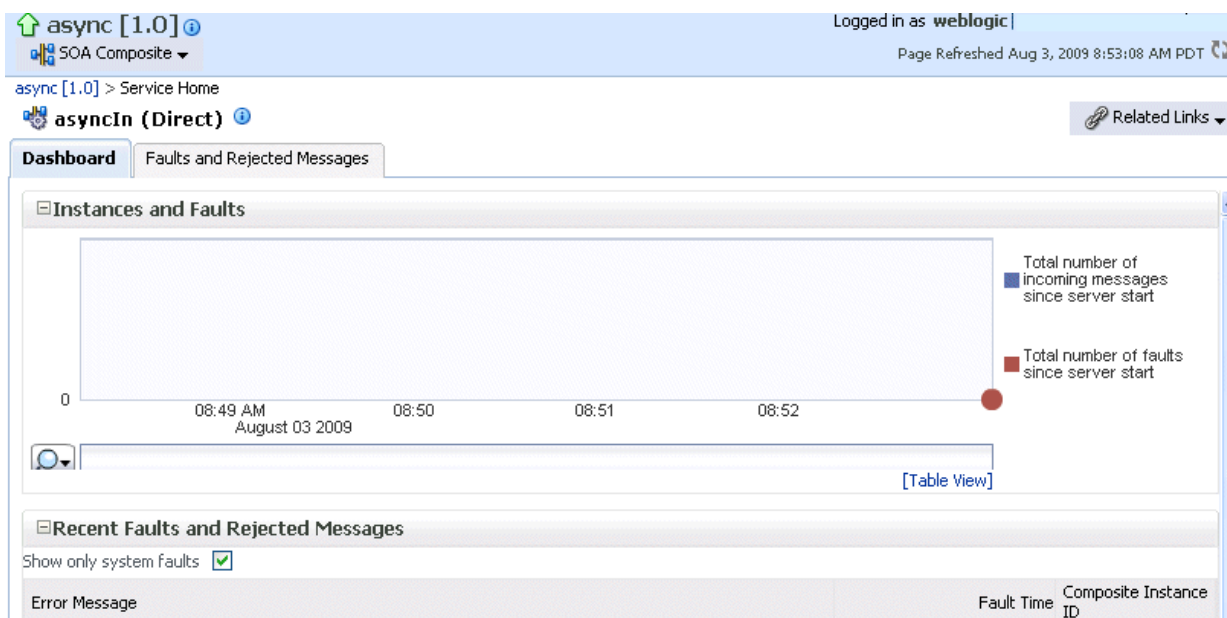 async [1.0]
Logged in as weblogic
SOA Composite
Page Refreshed Aug 3, 2009 8:53:08 AM PDT
async [1.0] > Service Home
asyncIn (Direct)
Related Links
Dashboard
Faults and Rejected Messages
Instances and Faults
Total number of
incoming messages
since server start
Total number of faults
since server start
0
08:49 AM
08:50
08:51
08:52
August 03 2009
[Table View]
Recent Faults and Rejected Messages
Show only system faults
Error Message
Fault Time
Composite Instance
ID